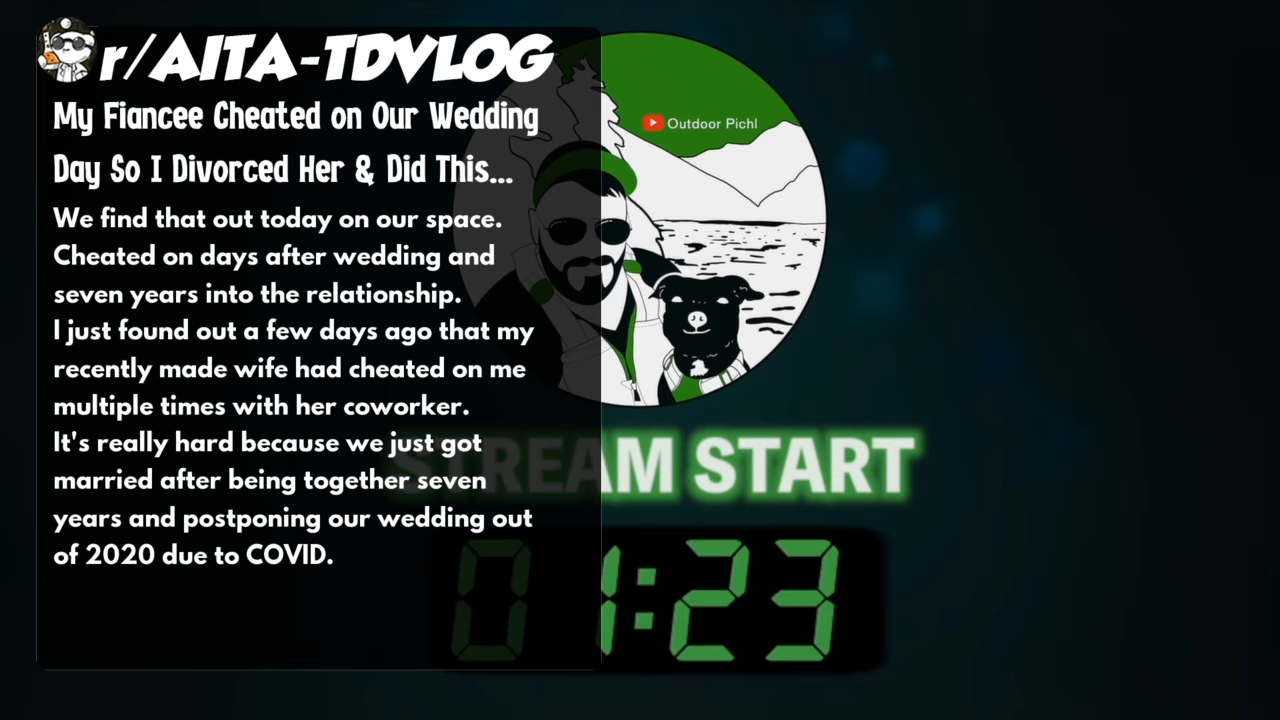 r/AITA-TDVLOG
My Fiancee Cheated on Our Wedding
Day So I Divorced Her & Did This...
We find that out today on our space.
Cheated on days after wedding and
seven years into the relationship.
I just found out a few days ago that my
recently made wife had cheated on me
multiple times with her coworker.
It's really hard because we just got
married after being together seven
years and postponing our wedding out
of 2020 due to COVID.
Outdoor Pichl
STREAM START
01:23